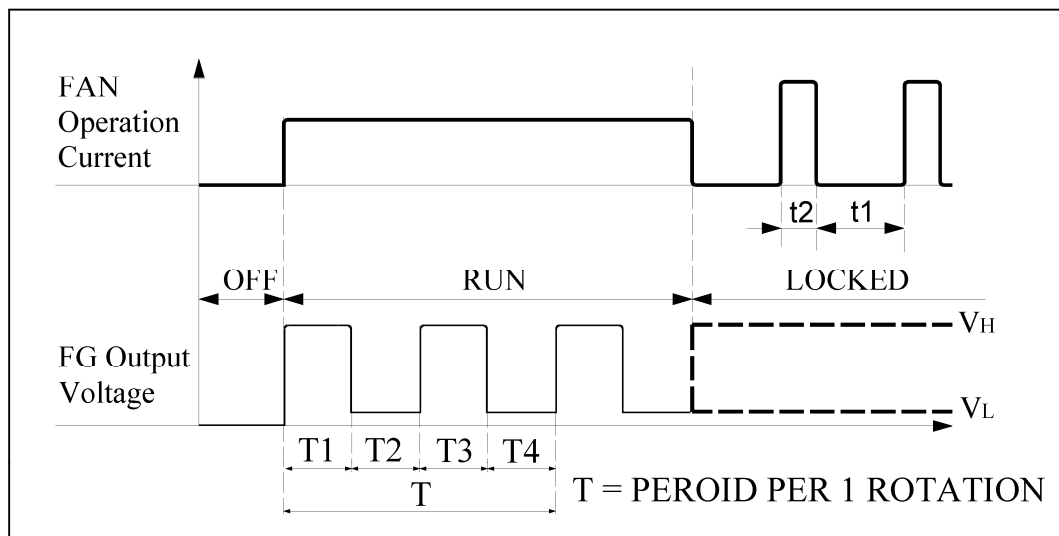 FAN
Operation
Current
t2
t1
OFF
RUN
LOCKED
FG Output
Voltage
VH
VL
T1
T2
T3
T4
T
T = PEROID PER 1 ROTATION